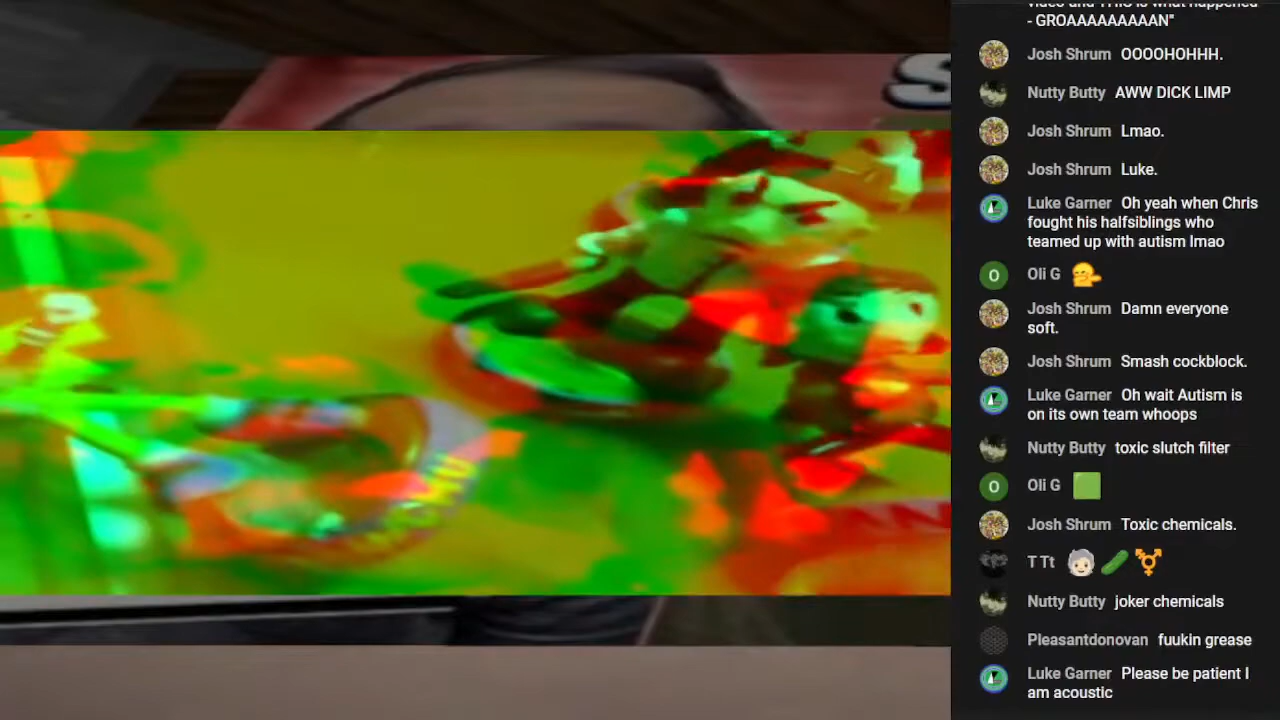 - GROAAAAAAAAAN"
Josh Shrum OOOOHOHHH.
Nutty Butty AWW DICK LIMP
Josh Shrum Lmao.
Josh Shrum Luke.
Luke Garner Oh yeah when Chris
fought his halfsiblings who
teamed up with autism lmao
Oli G
Josh Shrum Damn everyone
soft.
Josh Shrum Smash cockblock.
Luke Garner Oh wait Autism is
on its own team whoops
Nutty Butty toxic slutch filter
Oli G
Josh Shrum Toxic chemicals.
T Tt
Nutty Butty joker chemicals
Pleasantdonovan fuukin grease
Luke Garner Please be patient I
am acoustic